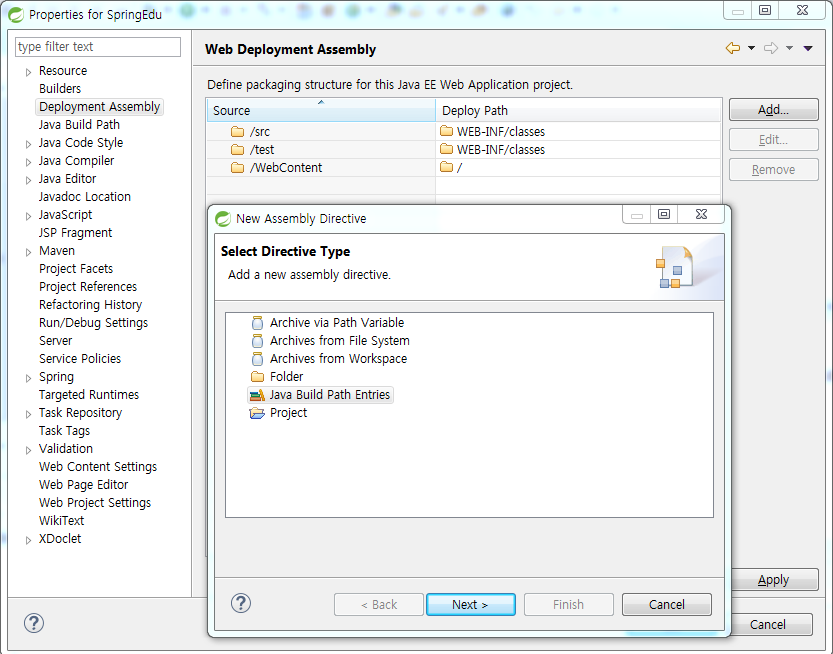 Properties for SpringEdu
type filter text
Resource
Builders
Deployment Assembly
Java Build Path
Java Code Style
Java Compiler
Java Editor
Javadoc Location
JavaScript
JSP Fragment
Maven
Project Facets
Project References
Refactoring History
Run/Debug Settings
Server
Service Policies
Spring
Targeted Runtimes
Task Repository
Task Tags
Validation
Web Content Settings
Web Page Editor
Web Project Settings
WikiText
XDoclet
Web Deployment Assembly
Define packaging structure for this Java EE Web Application project.
Source Deploy Path
/src WEB-INF/classes
/test WEB-INF/classes
/WebContent /
Add...
Edit...
Remove
New Assembly Directive
Select Directive Type
Add a new assembly directive.
Archive via Path Variable
Archives from File System
Archives from Workspace
Folder
Java Build Path Entries
Project
? < Back Next > Finish Cancel
Apply
? Cancel